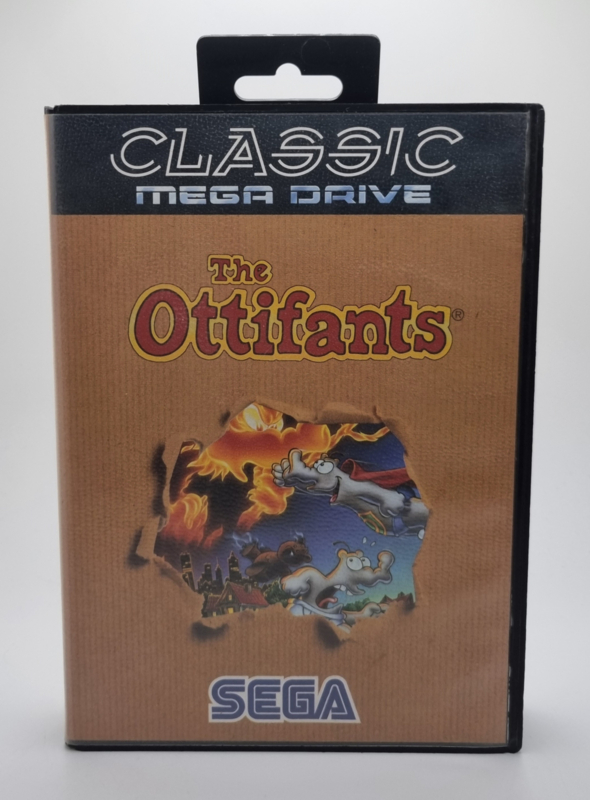 CLASSIC
MEGA DRIVE
The
Ottifants®
SEGA